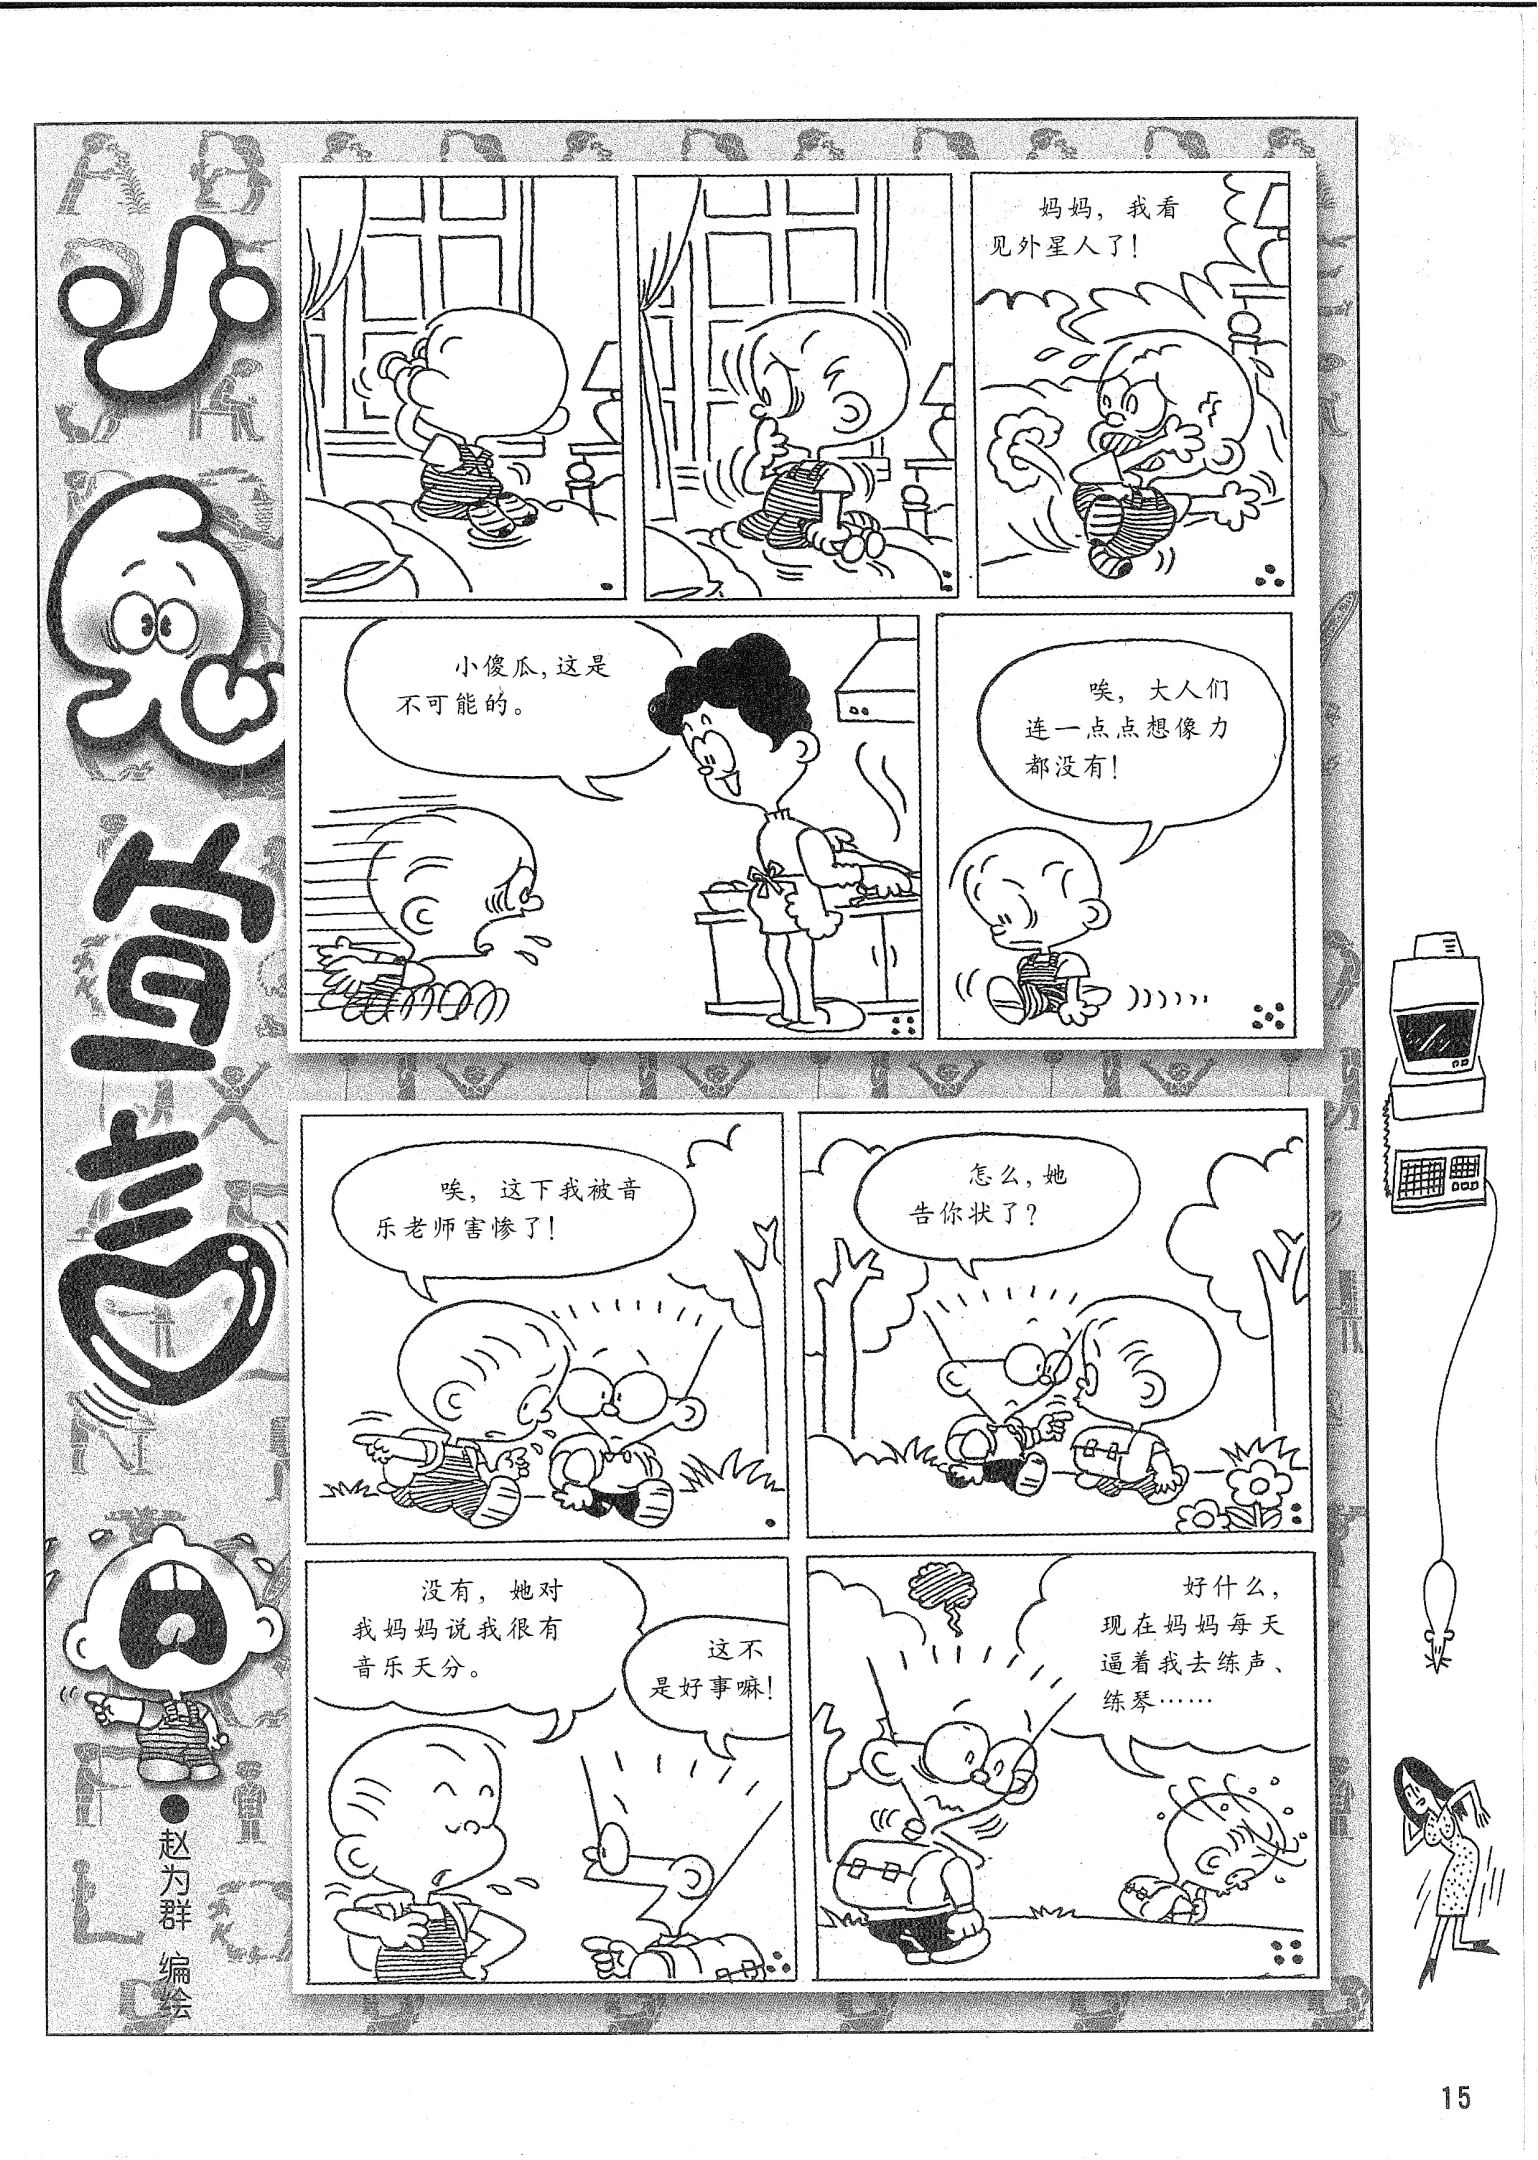 小
直
言
●赵为群 编绘
妈妈，我看
见外星人了！
小傻瓜，这是
不可能的。
唉，大人们
连一点点想像力
都没有！
唉，这下我被音
乐老师害惨了！
怎么，她
告你状了？
没有，她对
我妈妈说我很有
音乐天分。
这不
是好事嘛！
好什么，
现在妈妈每天
逼着我去练声、
练琴……
15